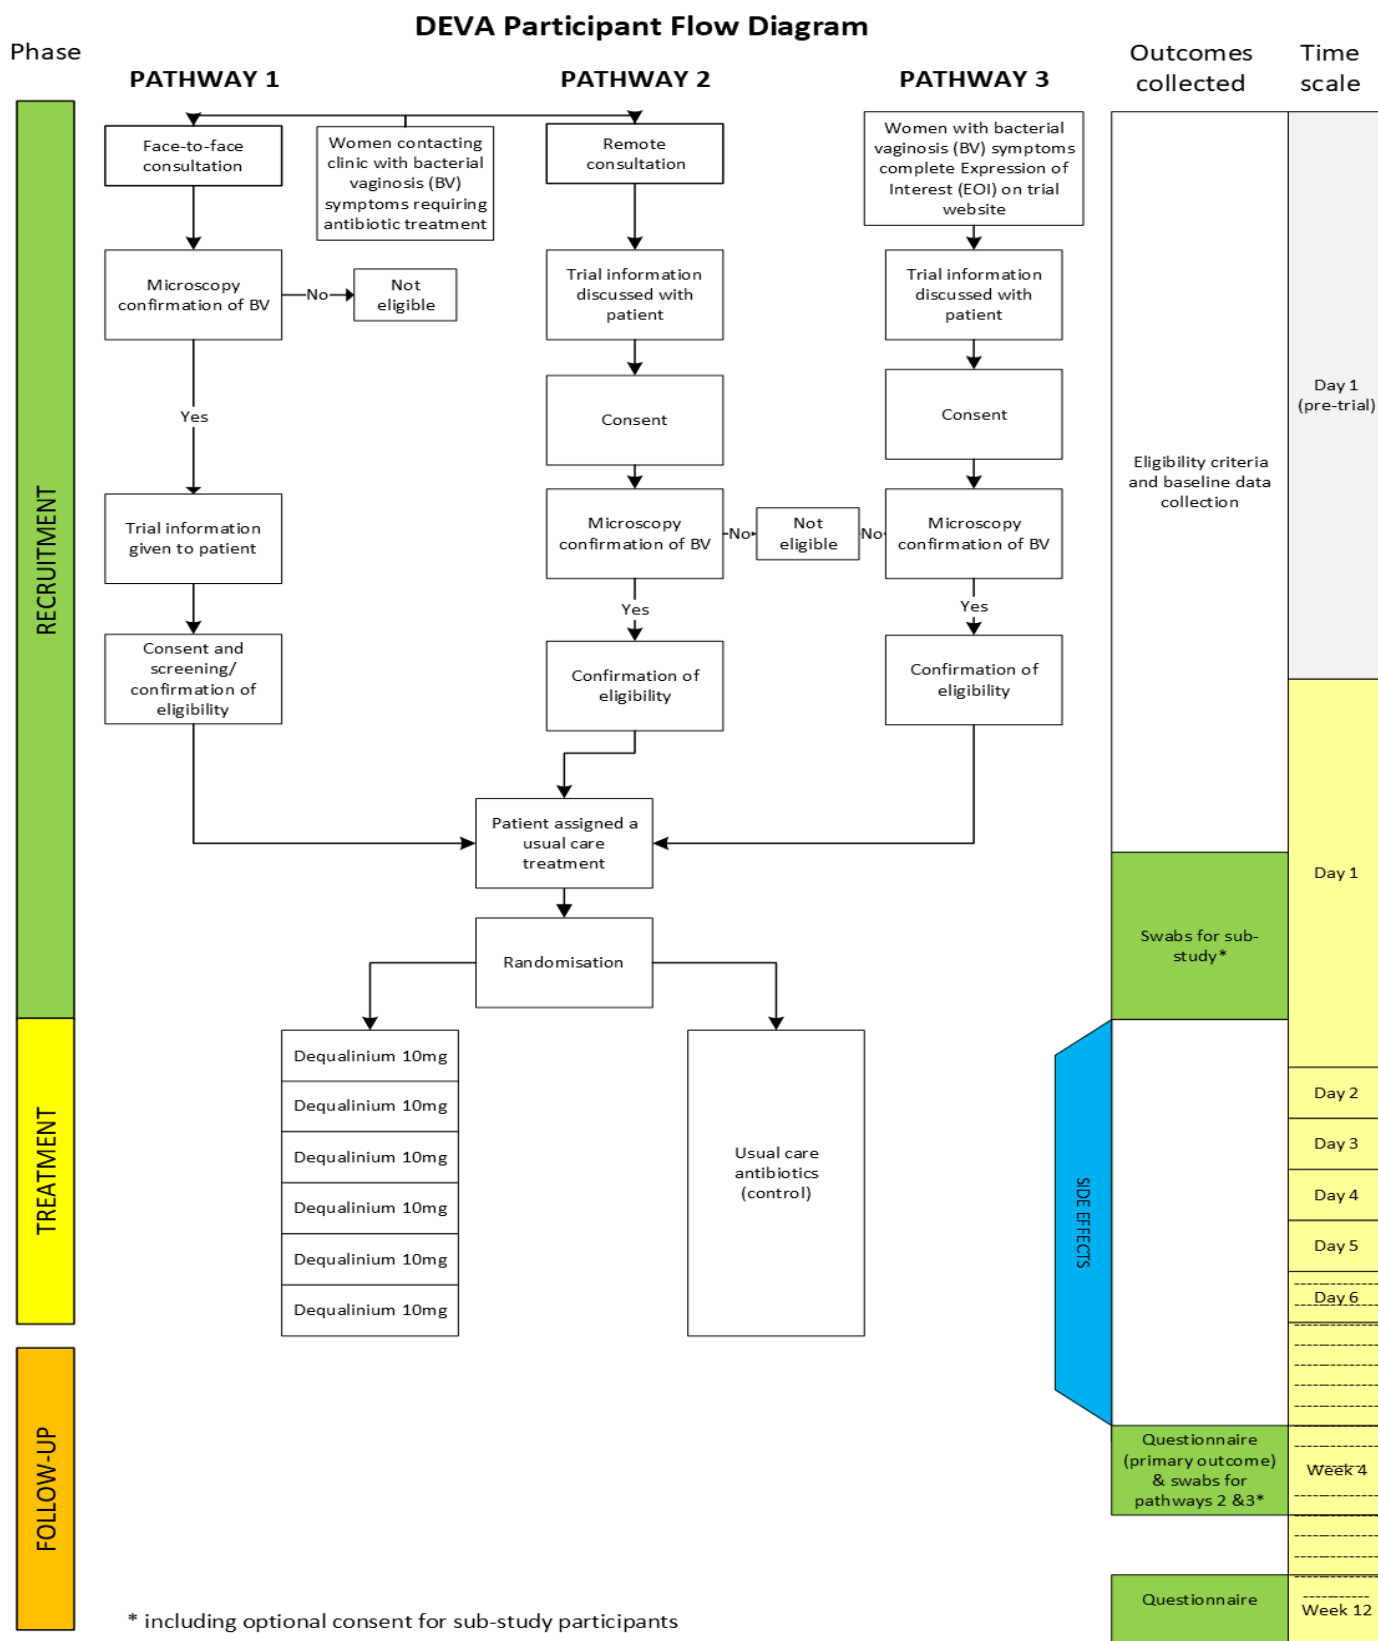 DEVA Participant Flow Diagram
Phase
PATHWAY 1
PATHWAY 2
PATHWAY 3
Outcomes
collected
Time
scale
RECRUITMENT
Face-to-face
consultation
Women contacting
clinic with bacterial
vaginosis (BV)
symptoms requiring
antibiotic treatment
Remote
consultation
Women with bacterial
vaginosis (BV) symptoms
complete Expression of
Interest (EOI) on trial
website
Microscopy
confirmation of BV
No
Not
eligible
Trial information
discussed with
patient
Trial information
discussed with
patient
Yes
Consent
Consent
Day 1
(pre-trial)
Eligibility criteria
and baseline data
collection
Trial information
given to patient
Microscopy
confirmation of BV
No
Not
eligible
No
Microscopy
confirmation of BV
Yes
Yes
Consent and
screening/
confirmation of
eligibility
Confirmation of
eligibility
Confirmation of
eligibility
Patient assigned a
usual care
treatment
Day 1
Randomisation
Swabs for sub-
study*
TREATMENT
Dequalinium 10mg
Dequalinium 10mg
Dequalinium 10mg
Dequalinium 10mg
Dequalinium 10mg
Dequalinium 10mg
Usual care
antibiotics
(control)
SIDE EFFECTS
Day 2
Day 3
Day 4
Day 5
Day 6
FOLLOW-UP
Questionnaire
(primary outcome)
& swabs for
pathways 2 &3*
Week 4
Questionnaire
Week 12
* including optional consent for sub-study participants